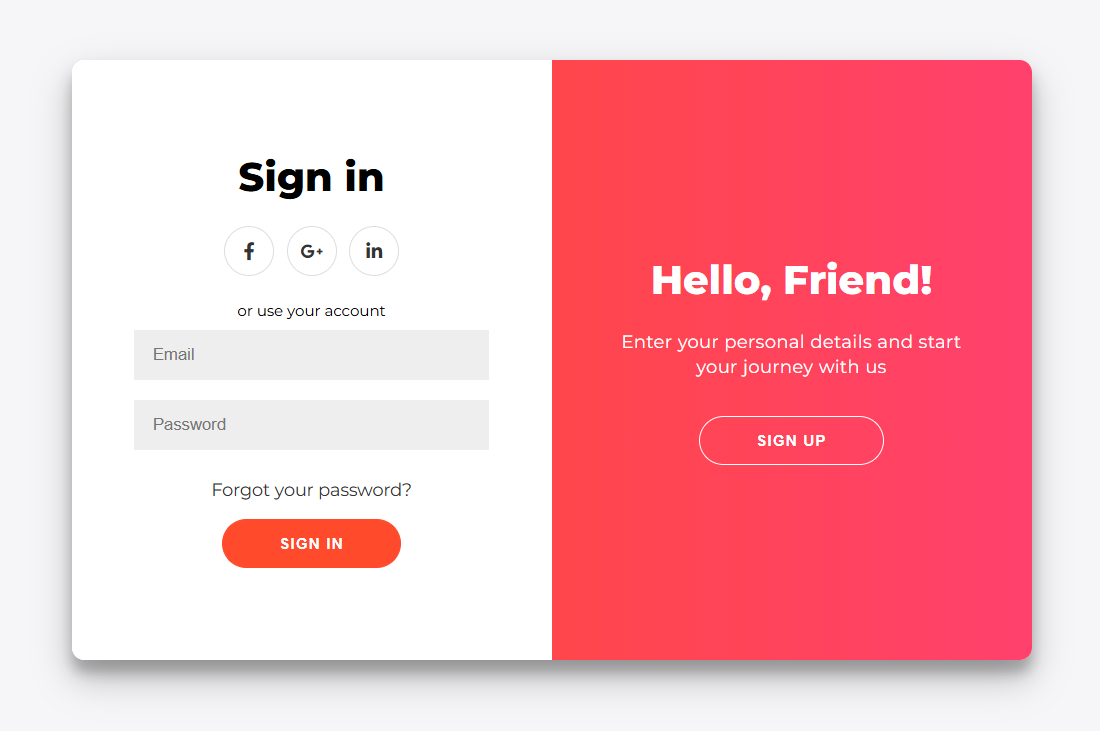 Sign in
f
G+
in
or use your account
Email
Password
Forgot your password?
SIGN IN
Hello, Friend!
Enter your personal details and start
your journey with us
SIGN UP